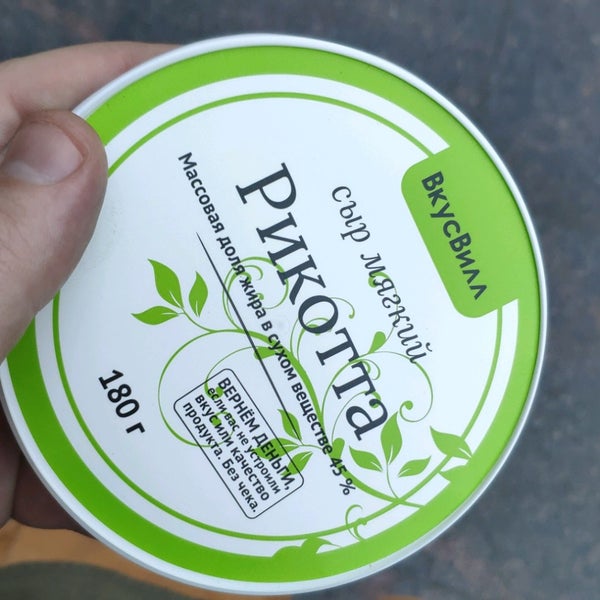 ВкусВилл
сыр мягкий
Рикотта
Массовая доля жира в сухом веществе 45 %
ВЕРНЁМ ДЕНЬГИ,
если вас не устроили
вкус или качество
продукта. Без чека.
180 г